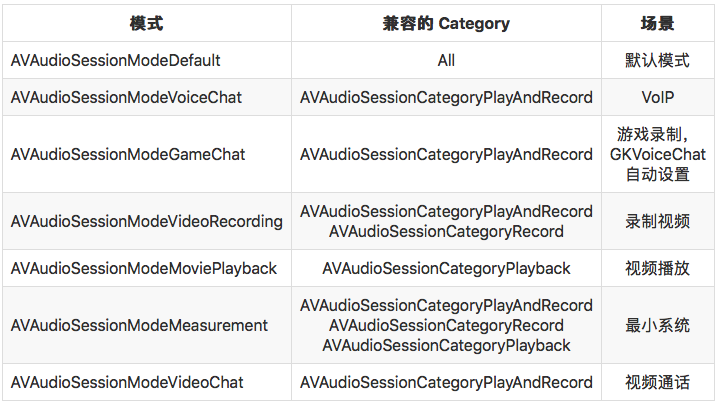 模式 兼容的 Category 场景
AVAudioSessionModeDefault All 默认模式
AVAudioSessionModeVoiceChat AVAudioSessionCategoryPlayAndRecord VoIP
AVAudioSessionModeGameChat AVAudioSessionCategoryPlayAndRecord 游戏录制，
GKVoiceChat
自动设置
AVAudioSessionModeVideoRecording AVAudioSessionCategoryPlayAndRecord
AVAudioSessionCategoryRecord 录制视频
AVAudioSessionModeMoviePlayback AVAudioSessionCategoryPlayback 视频播放
AVAudioSessionModeMeasurement AVAudioSessionCategoryPlayAndRecord
AVAudioSessionCategoryRecord
AVAudioSessionCategoryPlayback 最小系统
AVAudioSessionModeVideoChat AVAudioSessionCategoryPlayAndRecord 视频通话